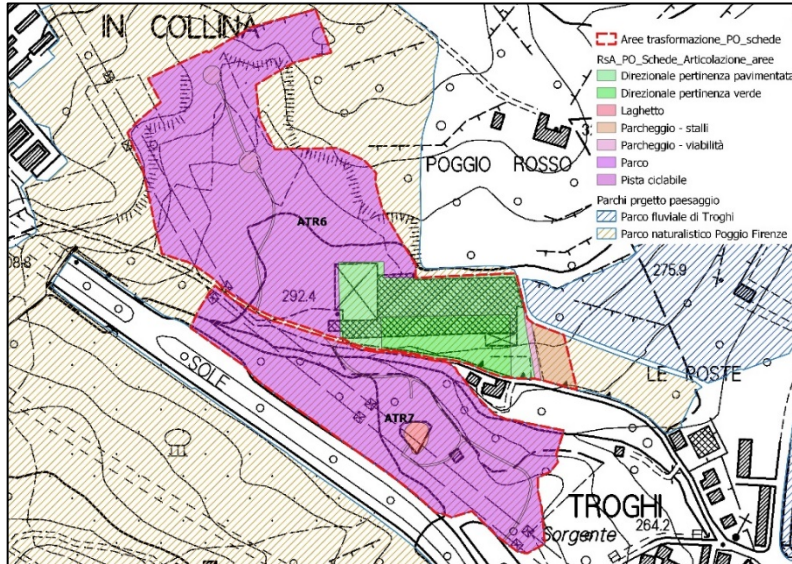 IN COLLINA
Aree trasformazione_PO_schede
RsA_PO_Schede_Articolazione_aree
Direzionale pertinenza pavimentata
Direzionale pertinenza verde
Laghetto
Parcheggio - stalli
Parcheggio - viabilità
Parco
Pista ciclabile
Parchi prgetto paesaggio
Parco fluviale di Troghi
Parco naturalistico Poggio Firenze
POGGIO ROSSO
ATR6
292.4
275.9
SOLE
LE POSTE
ATR7
TROGHI
264.2
Sorgente